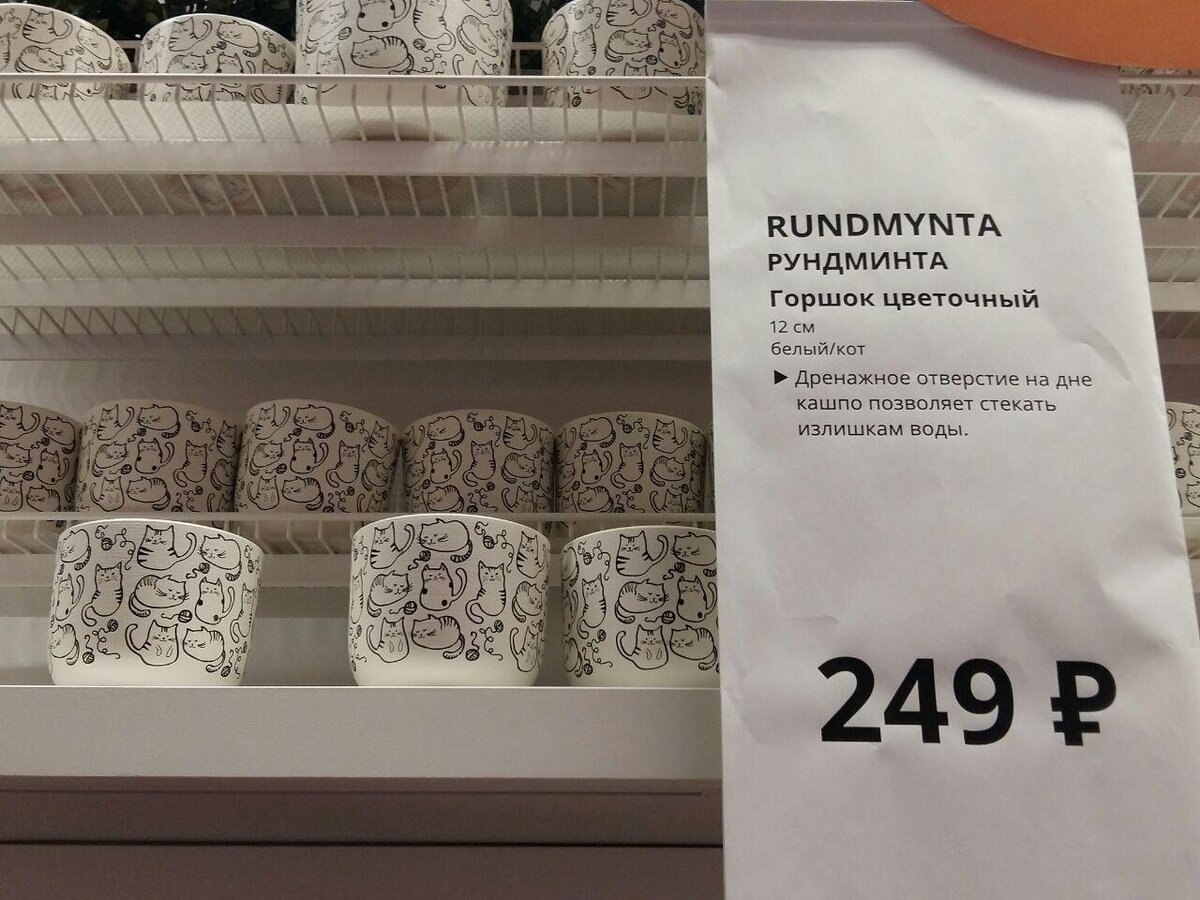 RUNDMYNTA
РУНДМИНТА
Горшок цветочный
12 см
белый/кот
► Дренажное отверстие на дне
кашпо позволяет стекать
излишкам воды.
249 ₽